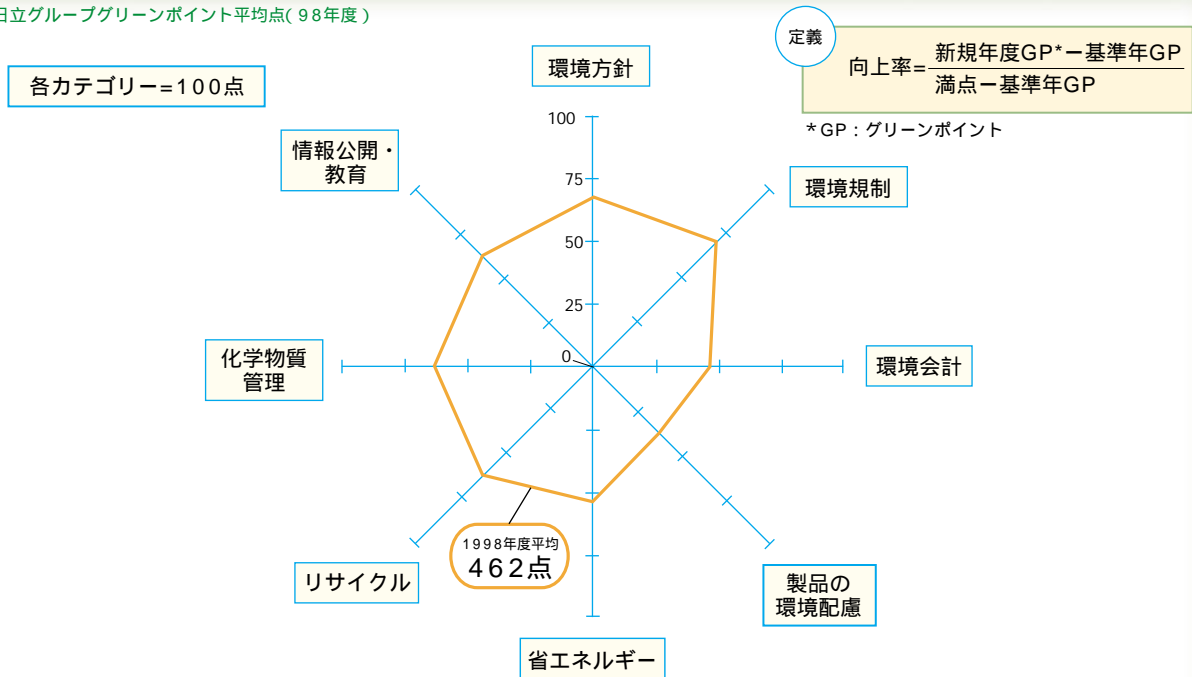 日立グループグリーンポイント平均点(98年度)
各カテゴリー=100点
定義
向上率=新規年度GP*ー基準年GP
満点ー基準年GP
*GP:グリーンポイント
環境方針
100
75
50
25
0
環境規制
環境会計
製品の
環境配慮
省エネルギー
リサイクル
化学物質
管理
情報公開・
教育
1998年度平均
462点